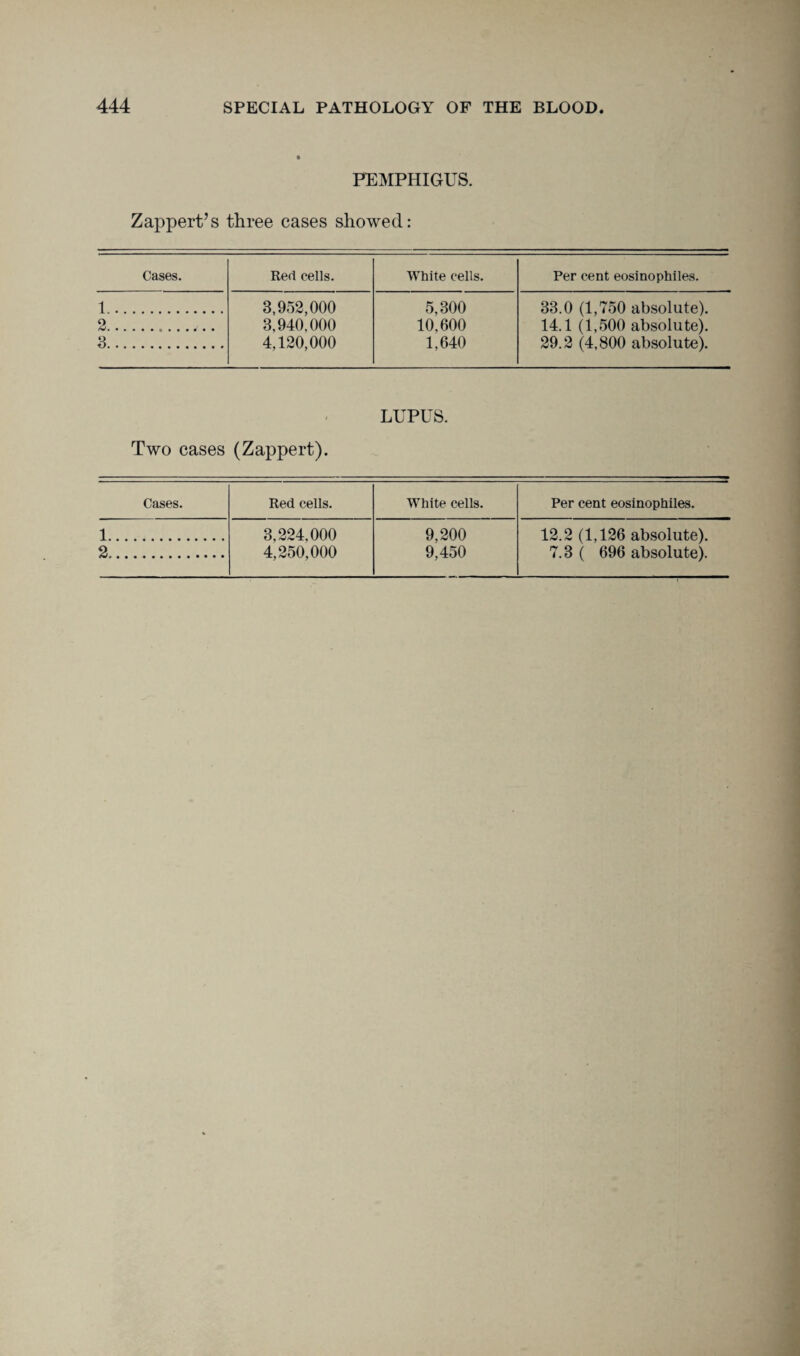 444 SPECIAL PATHOLOGY OF THE BLOOD.
PEMPHIGUS.
Zappert's three cases showed:
Cases. Red cells. White cells. Per cent eosinophiles.
1............... 3,952,000 5,300 33.0 (1,750 absolute).
2............... 3,940,000 10,600 14.1 (1,500 absolute).
3............... 4,120,000 1,640 29.2 (4,800 absolute).
LUPUS.
Two cases (Zappert).
Cases. Red cells. White cells. Per cent eosinophiles.
1............... 3,224,000 9,200 12.2 (1,126 absolute).
2............... 4,250,000 9,450 7.3 ( 696 absolute).